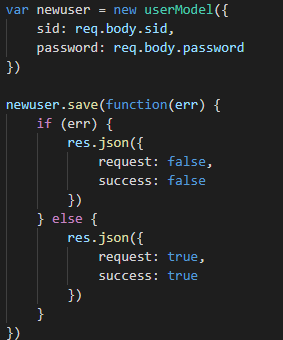 var newuser = new userModel({
    sid: req.body.sid,
    password: req.body.password
})

newuser.save(function(err) {
    if (err) {
        res.json({
            request: false,
            success: false
        })
    } else {
        res.json({
            request: true,
            success: true
        })
    }
})